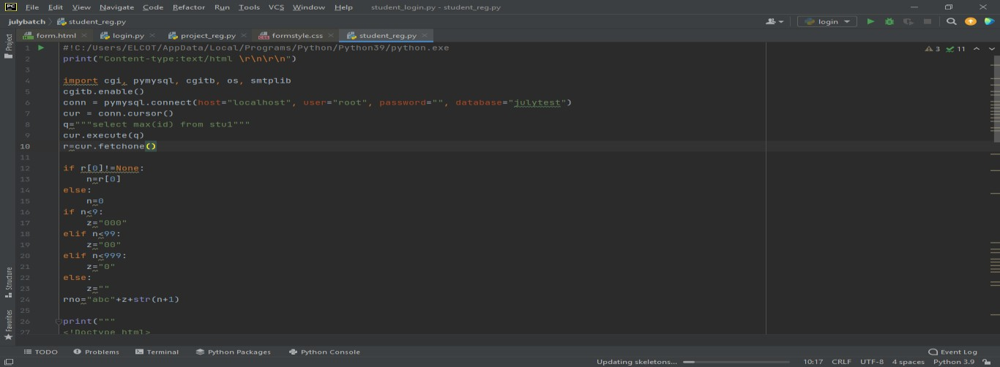 PC File Edit View Navigate Code Refactor Run Tools VCS Window Help student_login.py - student_reg.py
julybatch student_reg.py login
form.html login.py project_reg.py formstyle.css student_reg.py
Project
1 #!C:/Users/ELCOT/AppData/Local/Programs/Python/Python39/python.exe
3 11
2 print("Content-type:text/html \r\n\r\n")
3
4 import cgi, pymysql, cgitb, os, smtplib
5 cgitb.enable()
6 conn = pymysql.connect(host="localhost", user="root", password="", database="julytest")
7 cur = conn.cursor()
8 q="""select max(id) from stu1"""
9 cur.execute(q)
10 r=cur.fetchone()
11
12 if r[0]!=None:
13 n=r[0]
14 else:
15 n=0
16 if n<9:
17 z="000"
18 elif n<99:
19 z="00"
20 elif n<999:
21 z="0"
22 else:
23 z=""
24 rno="abc"+z+str(n+1)
25
26 print("""
27 <!Doctype html>
Structure
Favorites
TODO Problems Terminal Python Packages Python Console Event Log
Updating skeletons... 10:17 CRLF UTF-8 4 spaces Python 3.9